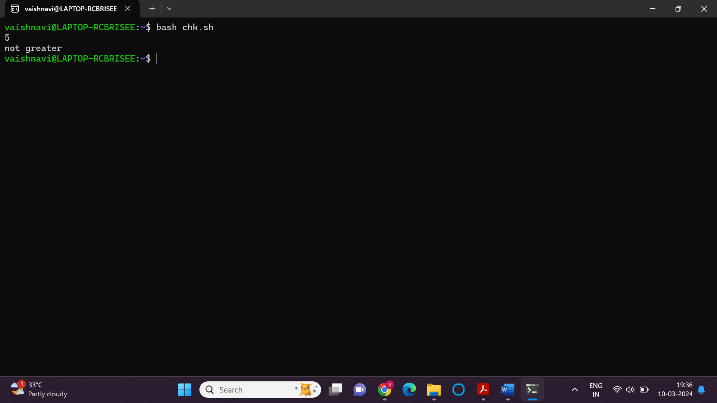 vaishnavi@LAPTOP-RCBRISEE
vaishnavi@LAPTOP-RCBRISEE:~$ bash chk.sh
5
not greater
vaishnavi@LAPTOP-RCBRISEE:~$
1
33°C
Partly cloudy
Search
ENG
IN
19:36
10-03-2024